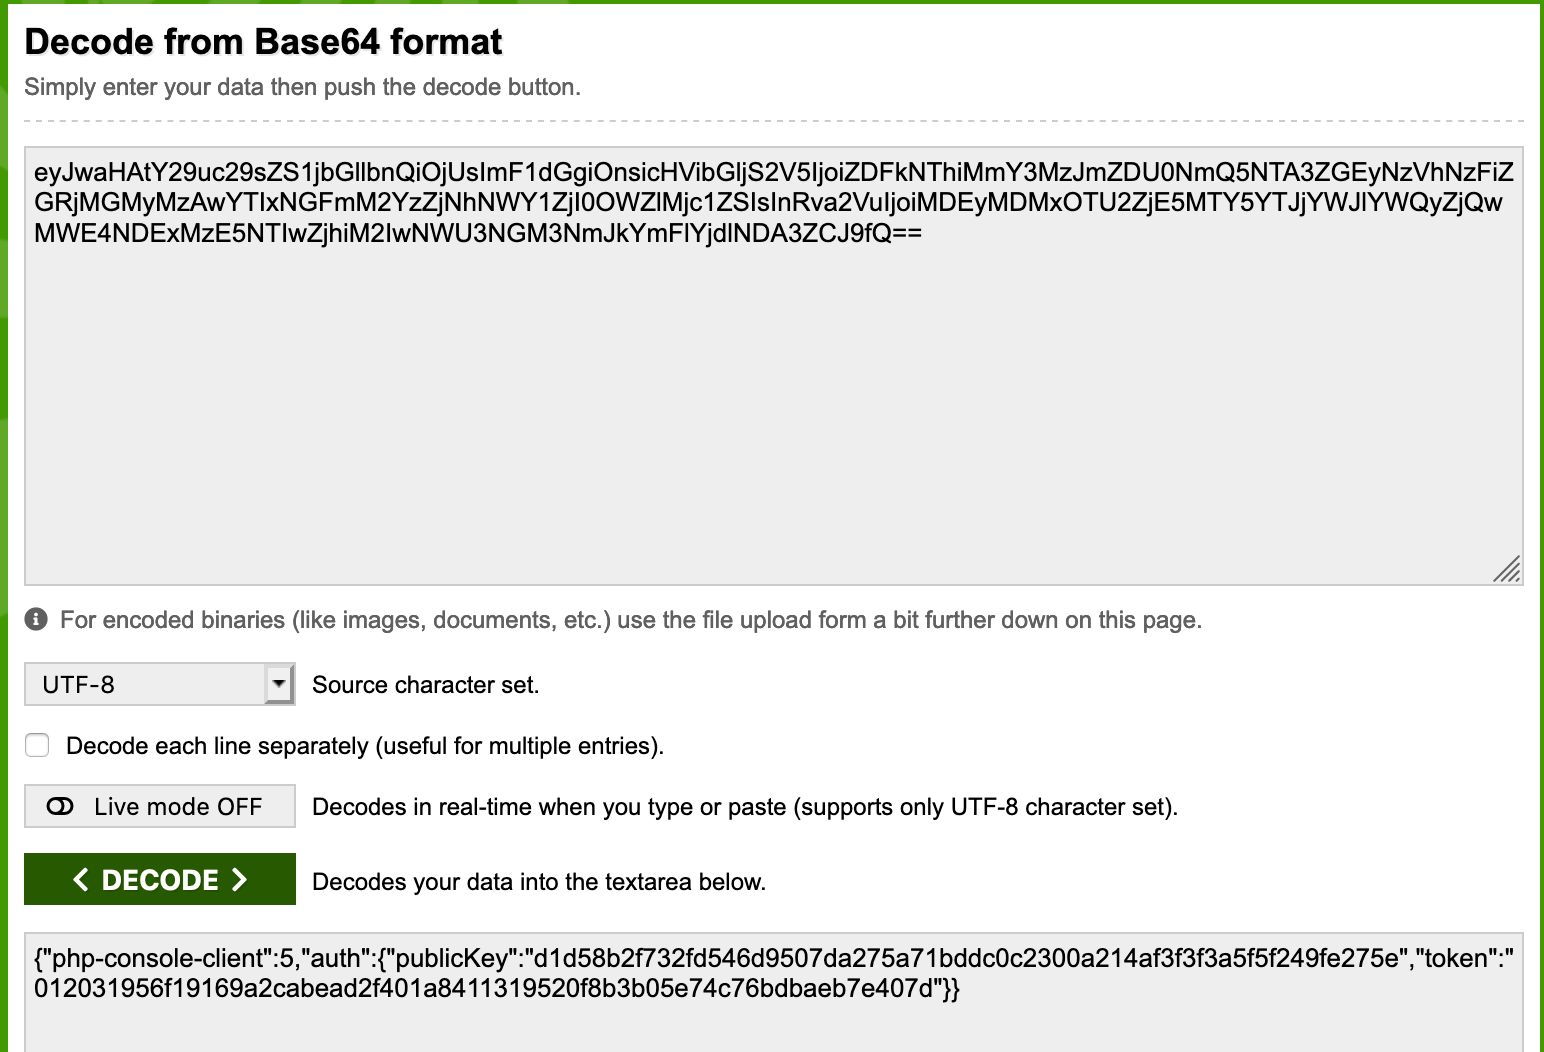 Decode from Base64 format
Simply enter your data then push the decode button.
eyJwaHAtY29uc29sZS1jbGllbnQiOjUsImF1dGgiOnsicHVibGljS2V5IjoiZDFkNThiMmY3MzJmZDU0NmQ5NTA3ZGEyNzVhNzFiZ
GRjMGMyMzAwYTIxNGFmM2YzZjNhNWY1ZjI0OWZlMjc1ZSIsInRva2VuIjoiMDEyMDMxOTU2ZjE5MTY5YTJjYWJlYWQyZjQw
MWE4NDExMzE5NTIwZjhiM2IwNWU3NGM3NmJkYmFlYjdlNDA3ZCJ9fQ==
For encoded binaries (like images, documents, etc.) use the file upload form a bit further down on this page.
UTF-8 Source character set.
Decode each line separately (useful for multiple entries).
Live mode OFF Decodes in real-time when you type or paste (supports only UTF-8 character set).
< DECODE > Decodes your data into the textarea below.
{"php-console-client":5,"auth":{"publicKey":"d1d58b2f732fd546d9507da275a71bddc0c2300a214af3f3f3a5f5f249fe275e","token":"
012031956f19169a2cabead2f401a8411319520f8b3b05e74c76bdbaeb7e407d"}}